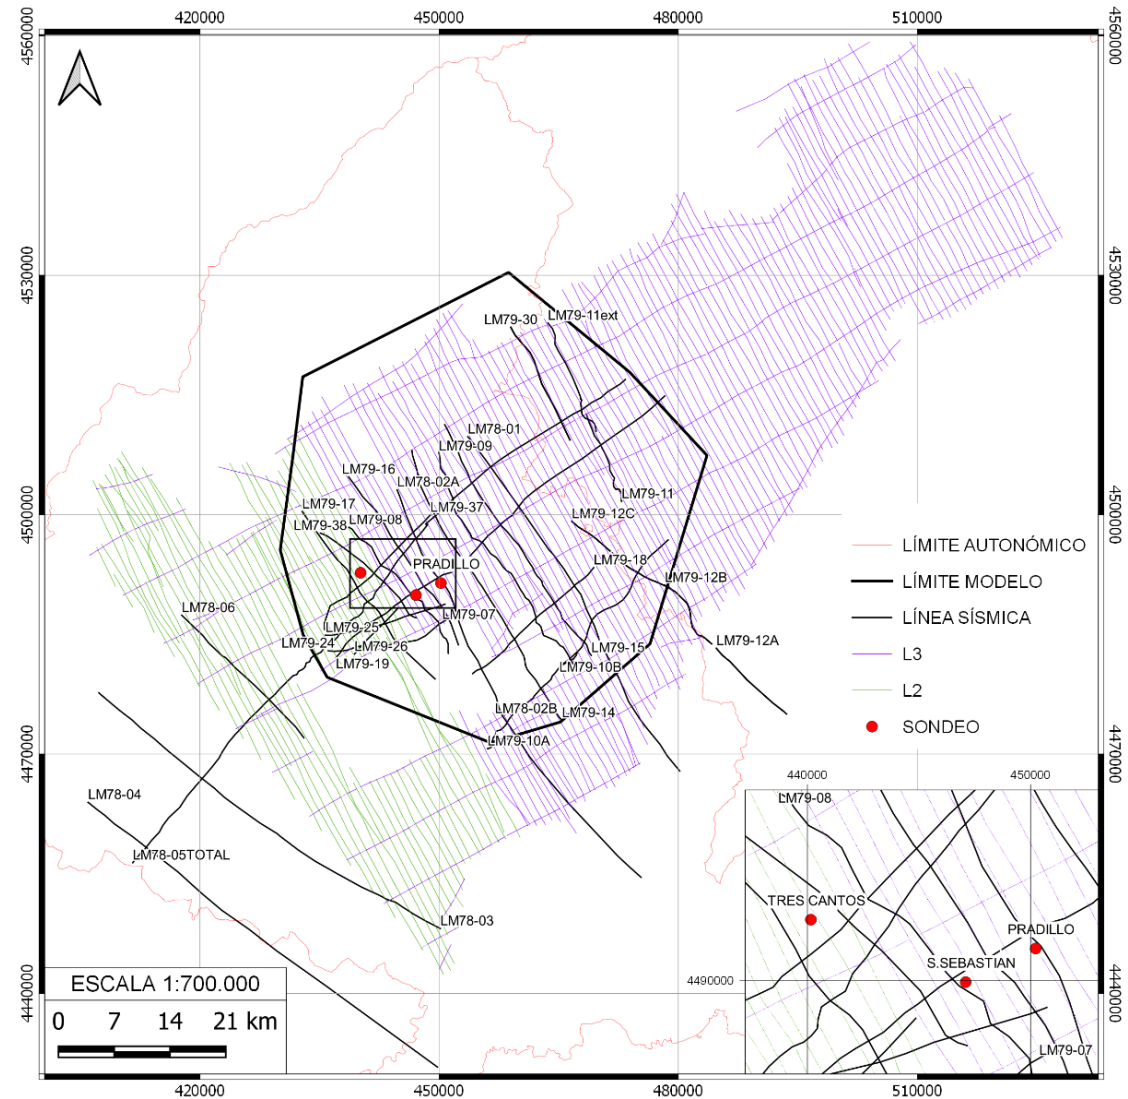 420000 450000 480000 510000
4560000 4560000
4530000 4530000
4500000 4500000
4470000 4470000
4440000 4440000
LM79-30
LM79-11ext
LM78-01
LM79-09
LM79-16
LM78-02A
LM79-11
LM79-17
LM79-37
LM79-12C
LM79-38
LM79-08
PRADILLO
LM79-18
LM79-12B
LM78-06
LM79-07
LM79-25
LM79-24
LM79-26
LM79-19
LM79-15
LM79-12A
LM79-10B
LM78-02B
LM79-14
LM79-10A
LM78-04
LM78-05TOTAL
LM78-03
LÍMITE AUTONÓMICO
LÍMITE MODELO
LÍNEA SÍSMICA
L3
L2
SONDEO
440000 450000
LM79-08
TRES CANTOS
PRADILLO
S.SEBASTIAN
4490000
LM79-07
ESCALA 1:700.000
0 7 14 21 km
420000 450000 480000 510000